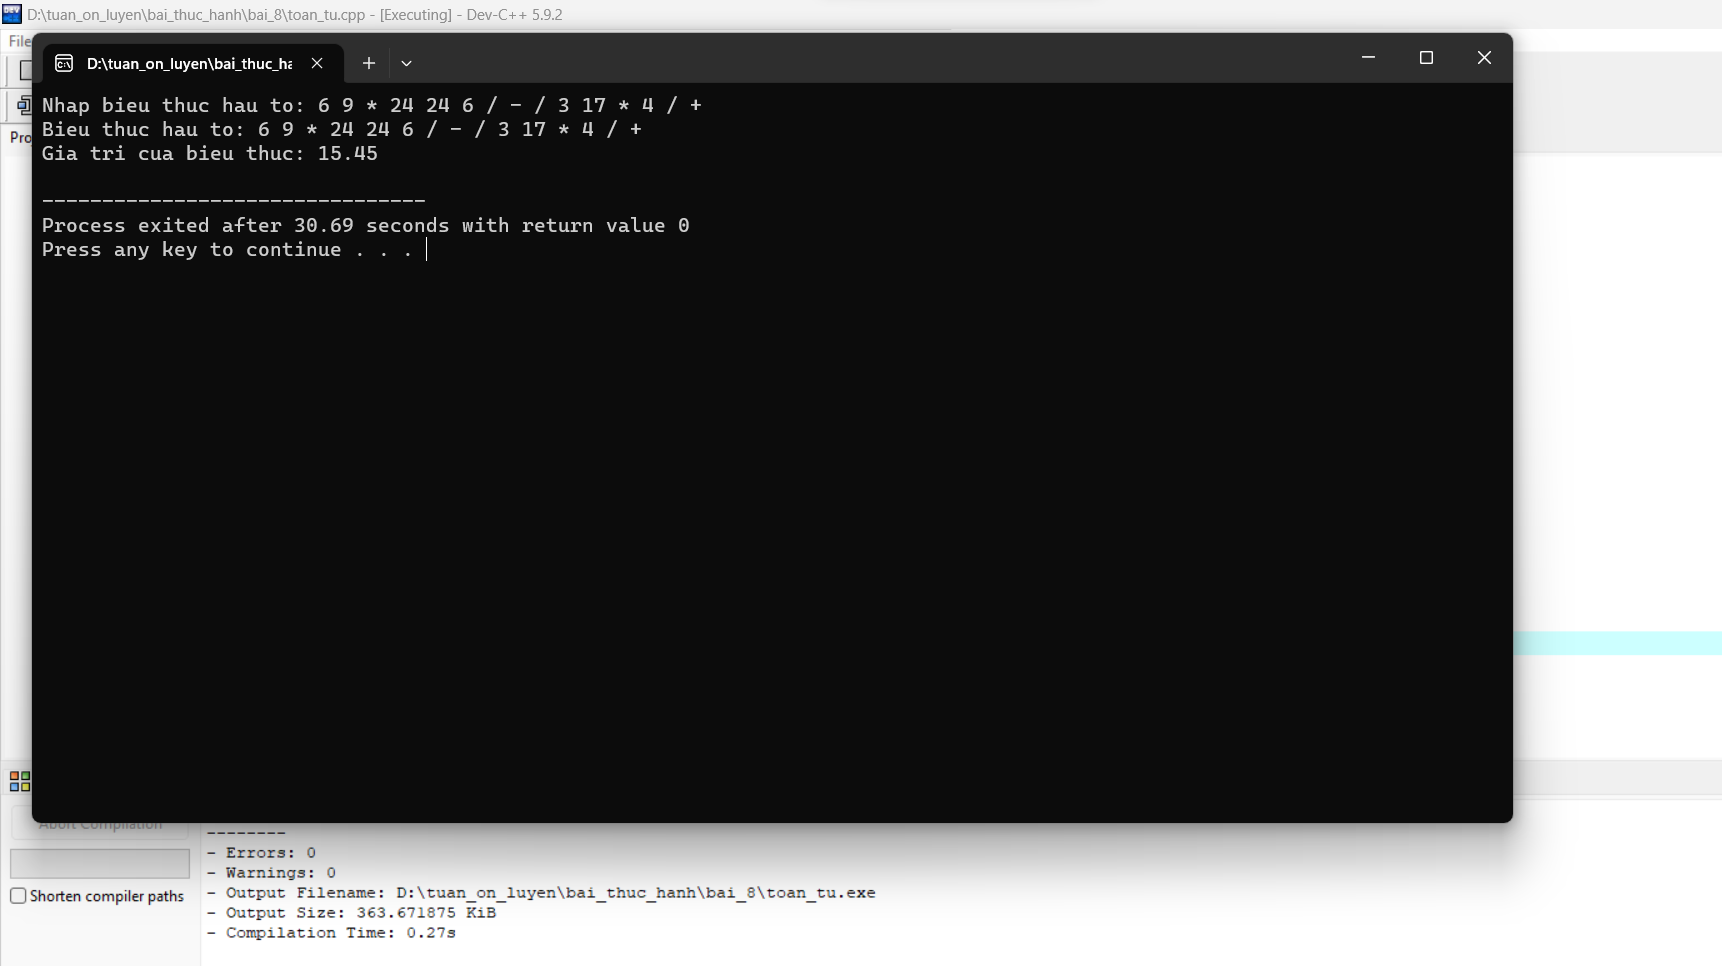 D:\tuan_on_luyen\bai_thuc_hanh\bai_8\toan_tu.cpp - [Executing] - Dev-C++ 5.9.2
File
D:\tuan_on_luyen\bai_thuc_ha
Nhap bieu thuc hau to: 6 9 * 24 24 6 / - / 3 17 * 4 / +
Bieu thuc hau to: 6 9 * 24 24 6 / - / 3 17 * 4 / +
Gia tri cua bieu thuc: 15.45
--------------------------------
Process exited after 30.69 seconds with return value 0
Press any key to continue . . .
Abort Compilation
Shorten compiler paths
--------
- Errors: 0
- Warnings: 0
- Output Filename: D:\tuan_on_luyen\bai_thuc_hanh\bai_8\toan_tu.exe
- Output Size: 363.671875 KiB
- Compilation Time: 0.27s